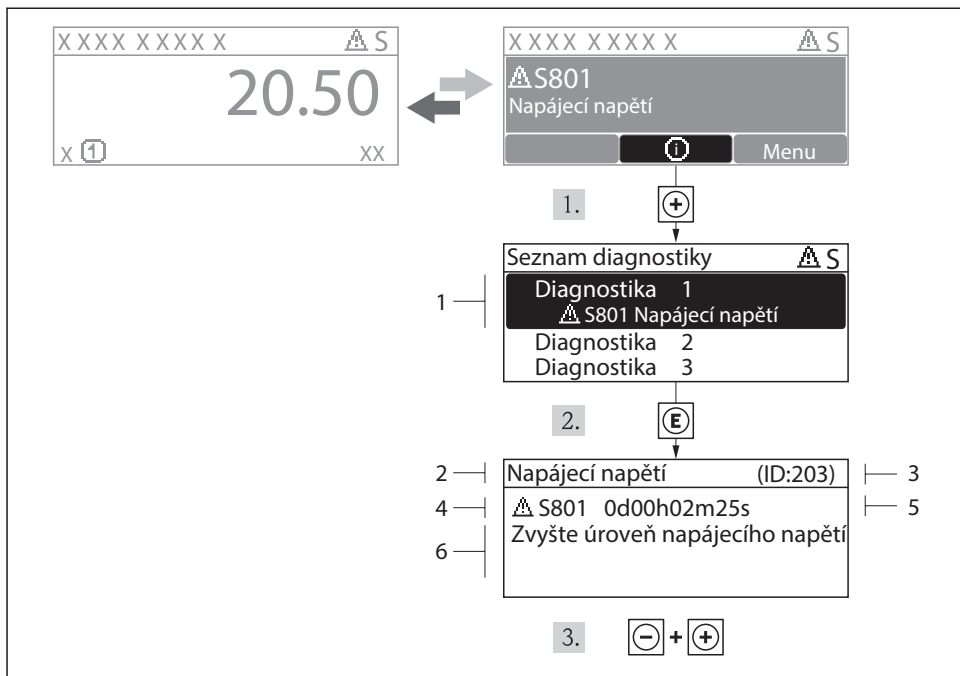 X XXXX XXXXX X ⚠ S
20.50
X 1 XX
X XXXX XXXXX X ⚠ S
⚠ S801
Napájecí napětí
i Menu
1. +
Seznam diagnostiky ⚠ S
1
Diagnostika 1
⚠ S801 Napájecí napětí
Diagnostika 2
Diagnostika 3
2. E
2 Napájecí napětí (ID:203) 3
4 ⚠ S801 0d00h02m25s 5
6 Zvyšte úroveň napájecího napětí
3. - + +